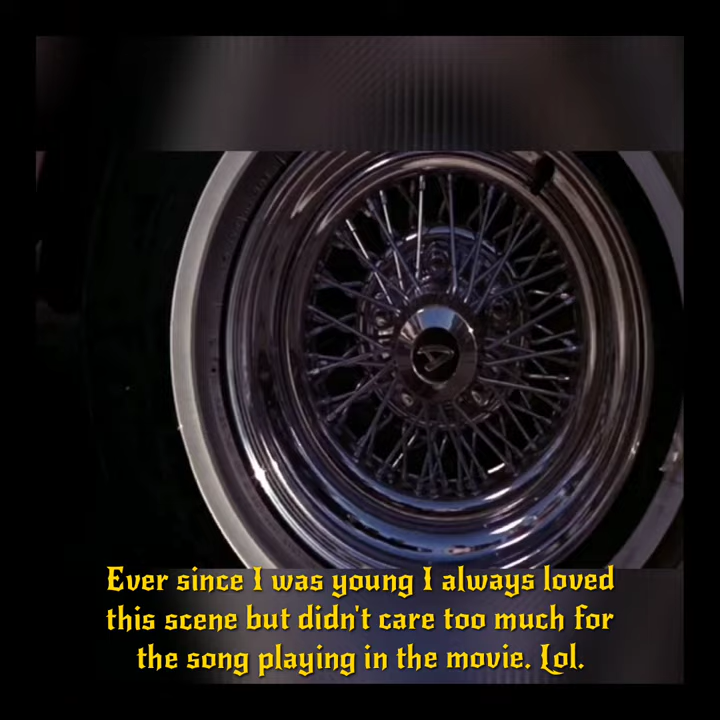 Ever since I was young I always loved
this scene but didn't care too much for
the song playing in the movie. Lol.